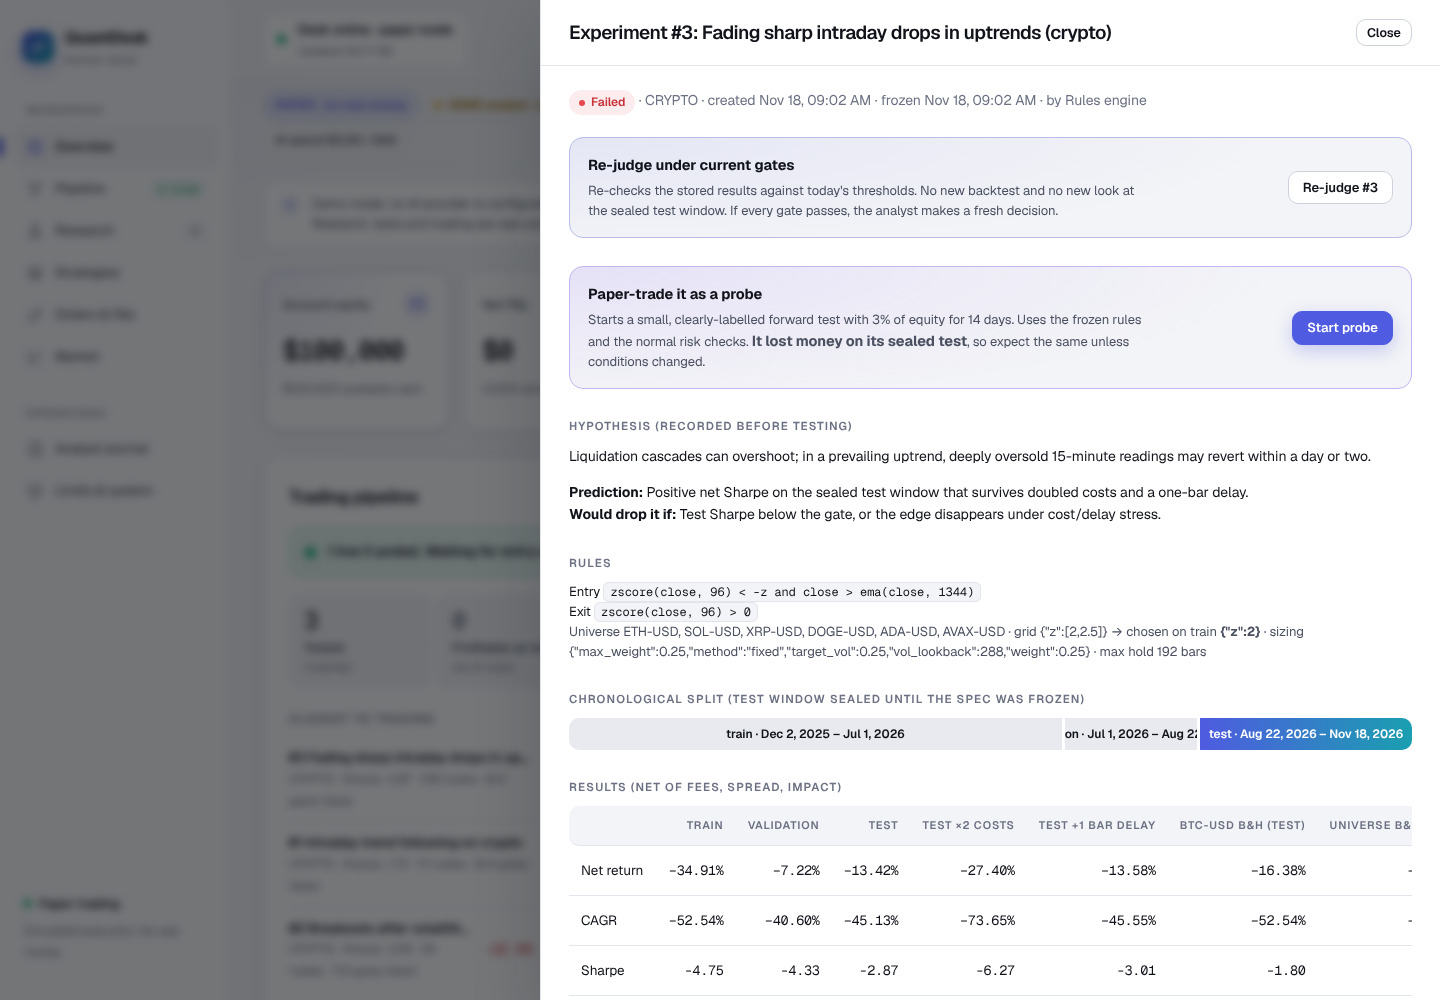 Experiment #3: Fading sharp intraday drops in uptrends (crypto)
Close
Failed · CRYPTO · created Nov 18, 09:02 AM · frozen Nov 18, 09:02 AM · by Rules engine
Re-judge under current gates
Re-checks the stored results against today's thresholds. No new backtest and no new look at
the sealed test window. If every gate passes, the analyst makes a fresh decision.
Re-judge #3
Paper-trade it as a probe
Starts a small, clearly-labelled forward test with 3% of equity for 14 days. Uses the frozen rules
and the normal risk checks. It lost money on its sealed test, so expect the same unless
conditions changed.
Start probe
HYPOTHESIS (RECORDED BEFORE TESTING)
Liquidation cascades can overshoot; in a prevailing uptrend, deeply oversold 15-minute readings may revert within a day or two.
Prediction: Positive net Sharpe on the sealed test window that survives doubled costs and a one-bar delay.
Would drop it if: Test Sharpe below the gate, or the edge disappears under cost/delay stress.
RULES
Entry zscore(close, 96) < -z and close > ema(close, 1344)
Exit zscore(close, 96) > 0
Universe ETH-USD, SOL-USD, XRP-USD, DOGE-USD, ADA-USD, AVAX-USD · grid {"z":[2,2.5]} → chosen on train {"z":2} · sizing
{"max_weight":0.25,"method":"fixed","target_vol":0.25,"vol_lookback":288,"weight":0.25} · max hold 192 bars
CHRONOLOGICAL SPLIT (TEST WINDOW SEALED UNTIL THE SPEC WAS FROZEN)
train · Dec 2, 2025 – Jul 1, 2026 on · Jul 1, 2026 – Aug 22 test · Aug 22, 2026 – Nov 18, 2026
RESULTS (NET OF FEES, SPREAD, IMPACT)
TRAIN VALIDATION TEST TEST ×2 COSTS TEST +1 BAR DELAY BTC-USD B&H (TEST) UNIVERSE B&
Net return −34.91% −7.22% −13.42% −27.40% −13.58% −16.38% −
CAGR −52.54% −40.60% −45.13% −73.65% −45.55% −52.54% −
Sharpe −4.75 −4.33 −2.87 −6.27 −3.01 −1.80
QuantDesk
Overview
Pipeline
Research
Strategies
Market
Account equity
$100,000
$0
Trading pipeline
Paper trading